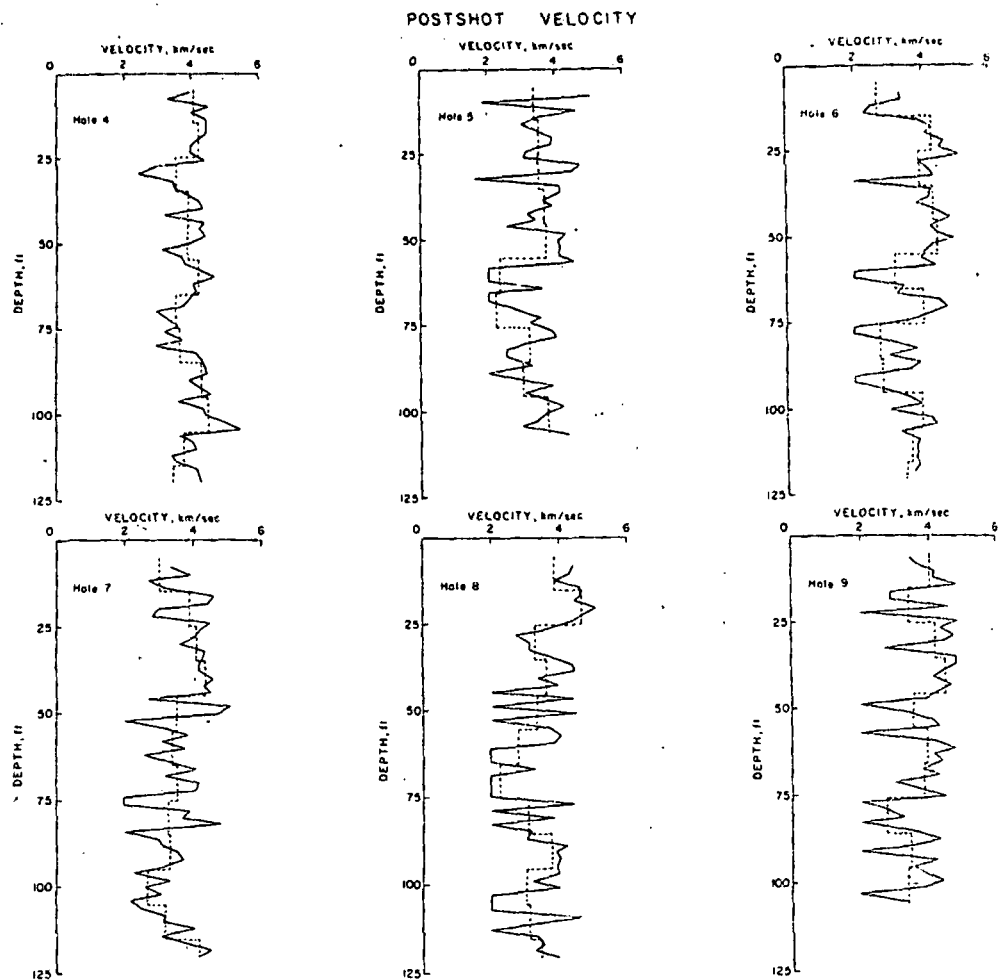 POSTSHOT VELOCITY
VELOCITY, km/sec
0 2 4 6
Hole 4
25
50
75
100
125
DEPTH, ft
VELOCITY, km/sec
0 2 4 6
Hole 5
25
50
75
100
125
DEPTH, ft
VELOCITY, km/sec
0 2 4 6
Hole 6
25
50
75
100
125
DEPTH, ft
VELOCITY, km/sec
0 2 4 6
Hole 7
25
50
75
100
125
DEPTH, ft
VELOCITY, km/sec
0 2 4 6
Hole 8
25
50
75
100
125
DEPTH, ft
VELOCITY, km/sec
0 2 4 6
Hole 9
25
50
75
100
125
DEPTH, ft